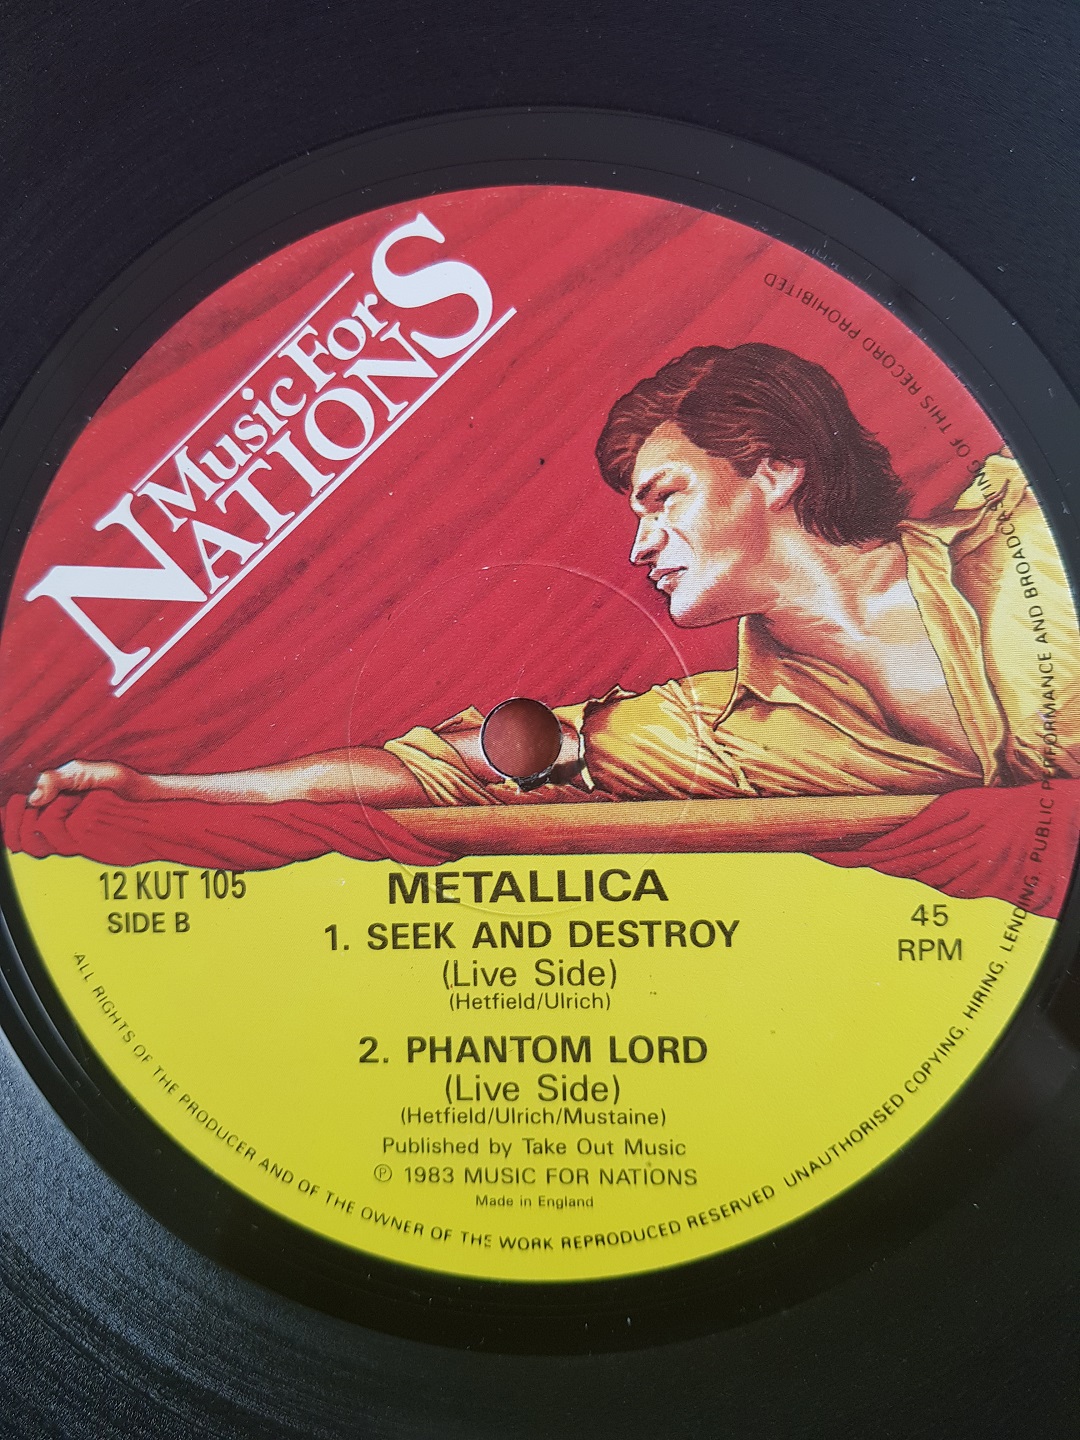 Music For
NATIONS
12 KUT 105
SIDE B
METALLICA
45
RPM
1. SEEK AND DESTROY
(Live Side)
(Hetfield/Ulrich)
2. PHANTOM LORD
(Live Side)
(Hetfield/Ulrich/Mustaine)
Published by Take Out Music
℗ 1983 MUSIC FOR NATIONS
Made in England
ALL RIGHTS OF THE PRODUCER AND OF THE OWNER OF THE WORK REPRODUCED RESERVED UNAUTHORISED COPYING, HIRING, LENDING, PUBLIC PERFORMANCE AND BROADCASTING OF THIS RECORD PROHIBITED